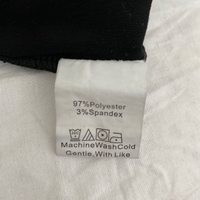 97%Polyester
3%Spandex
MachineWashCold
Gentle,With Like